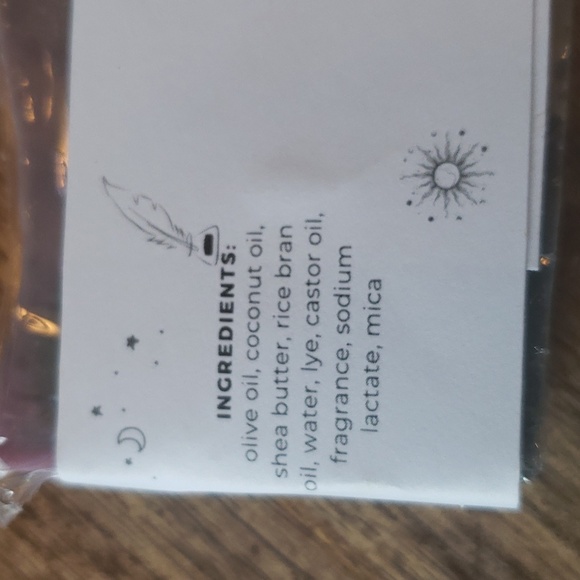 INGREDIENTS:
olive oil, coconut oil,
shea butter, rice bran
oil, water, lye, castor oil,
fragrance, sodium
lactate, mica